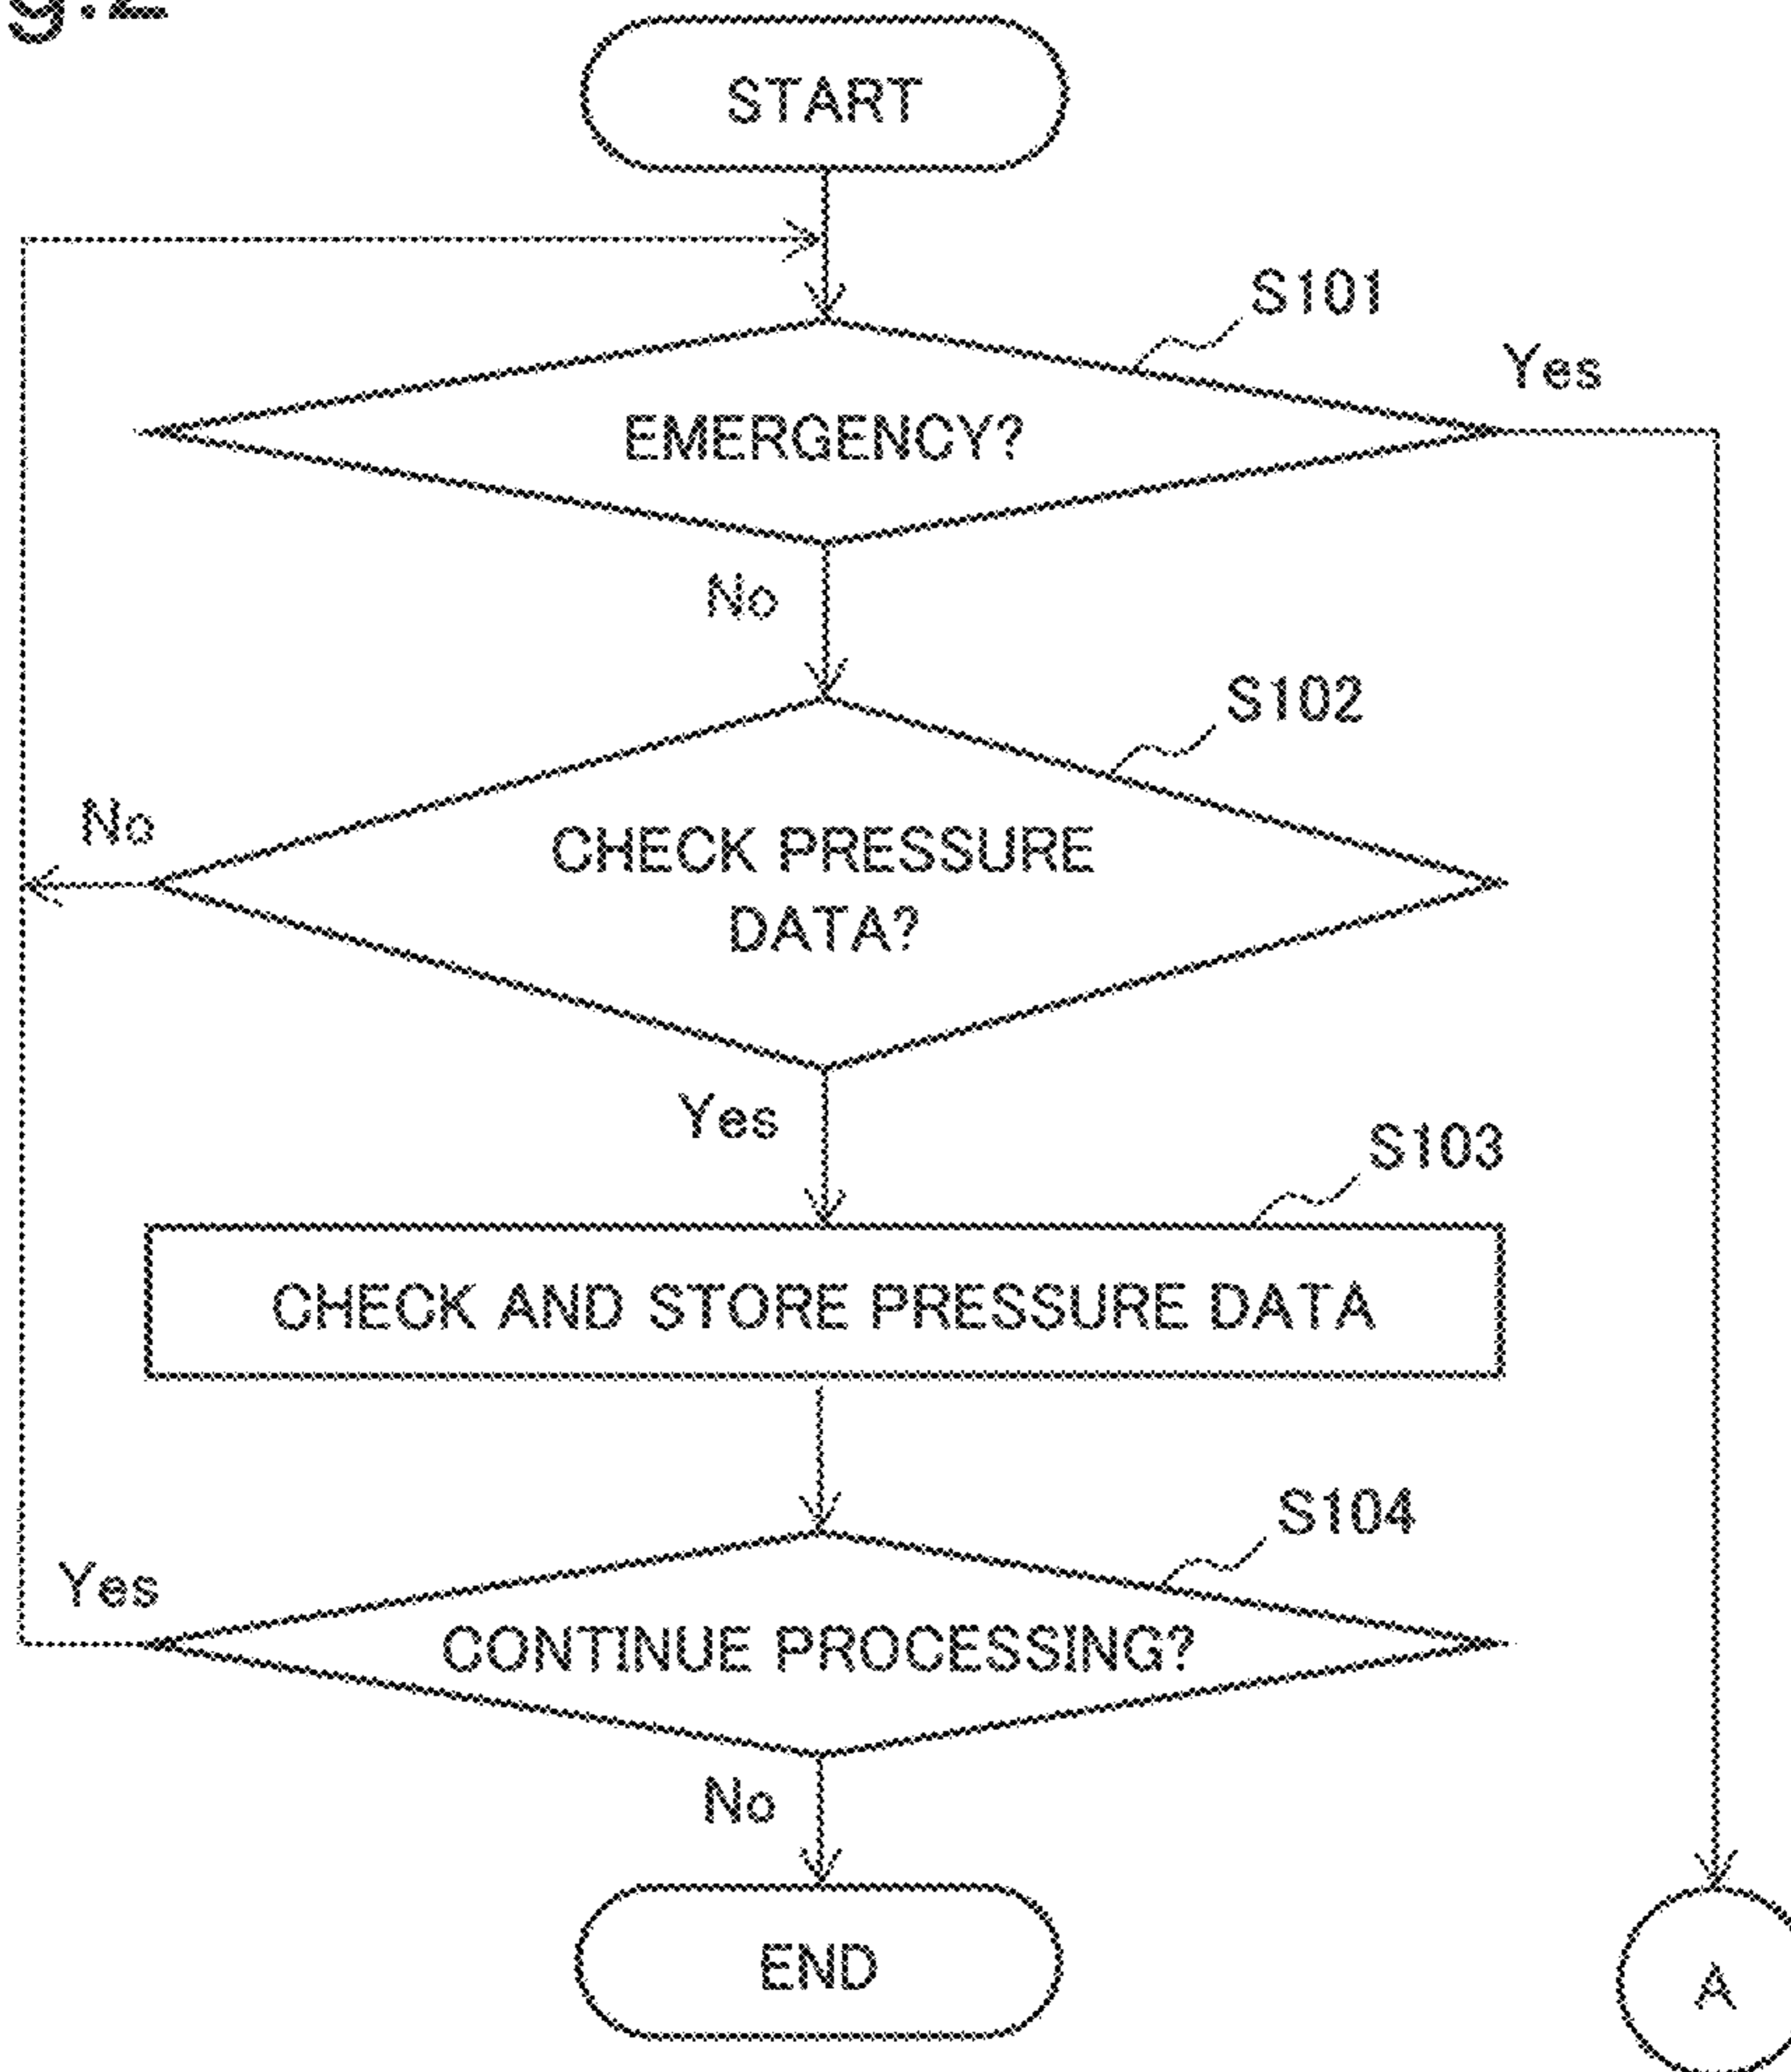 g.2
START
S101
Yes
EMERGENCY?
No
S102
No
CHECK PRESSURE
DATA?
Yes
S103
CHECK AND STORE PRESSURE DATA
S104
Yes
CONTINUE PROCESSING?
No
END
A